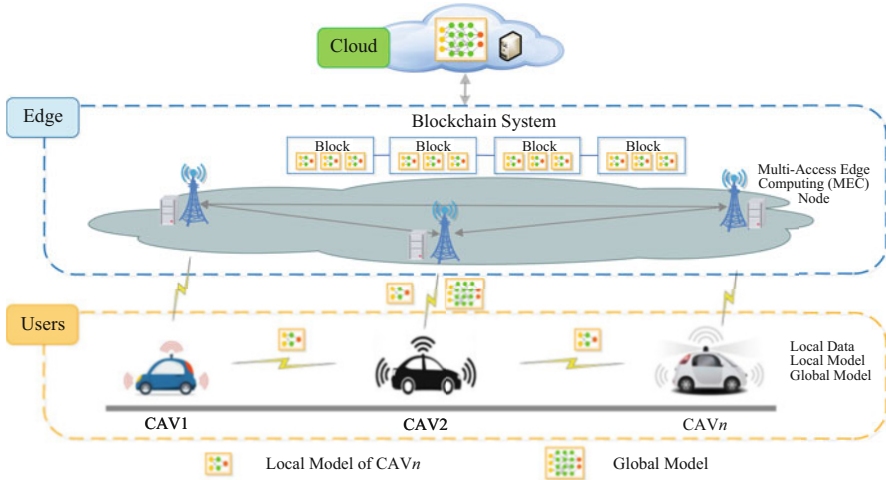 Cloud
Edge
Blockchain System
Block Block Block Block
Multi-Access Edge
Computing (MEC)
Node
Users
Local Data
Local Model
Global Model
CAV1 CAV2 CAVn
Local Model of CAVn Global Model